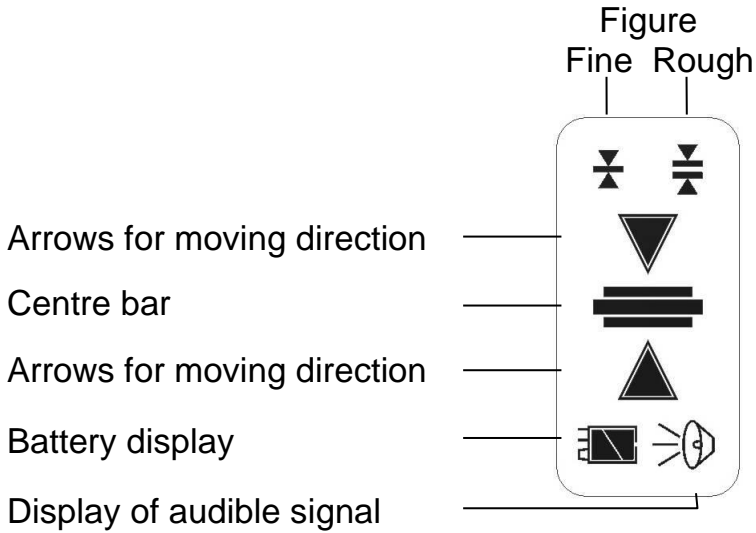 Figure
Fine Rough
Arrows for moving direction
Centre bar
Arrows for moving direction
Battery display
Display of audible signal